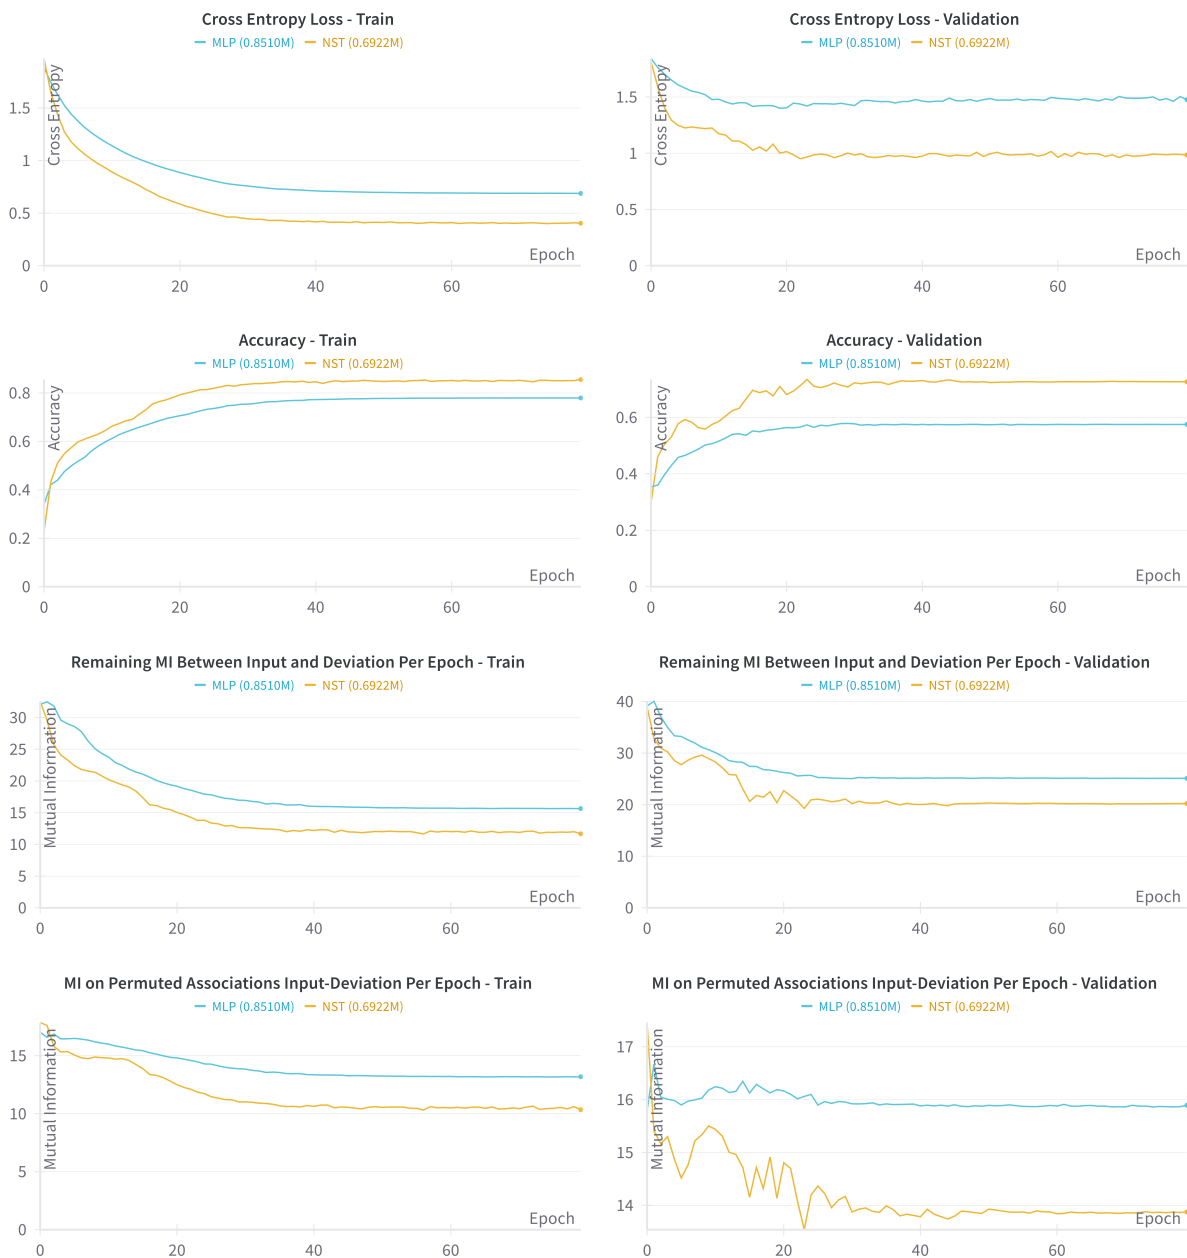 Cross Entropy Loss - Train
MLP (0.8510M) NST (0.6922M)
Cross Entropy
1.5
1
0.5
0
Epoch
0 20 40 60
Cross Entropy Loss - Validation
MLP (0.8510M) NST (0.6922M)
Cross Entropy
1.5
1
0.5
0
Epoch
0 20 40 60
Accuracy - Train
MLP (0.8510M) NST (0.6922M)
Accuracy
0.8
0.6
0.4
0.2
0
Epoch
0 20 40 60
Accuracy - Validation
MLP (0.8510M) NST (0.6922M)
Accuracy
0.6
0.4
0.2
0
Epoch
0 20 40 60
Remaining MI Between Input and Deviation Per Epoch - Train
MLP (0.8510M) NST (0.6922M)
Mutual Information
30
25
20
15
10
5
0
Epoch
0 20 40 60
Remaining MI Between Input and Deviation Per Epoch - Validation
MLP (0.8510M) NST (0.6922M)
Mutual Information
40
30
20
10
0
Epoch
0 20 40 60
MI on Permuted Associations Input-Deviation Per Epoch - Train
MLP (0.8510M) NST (0.6922M)
Mutual Information
15
10
5
0
Epoch
0 20 40 60
MI on Permuted Associations Input-Deviation Per Epoch - Validation
MLP (0.8510M) NST (0.6922M)
Mutual Information
17
16
15
14
Epoch
0 20 40 60